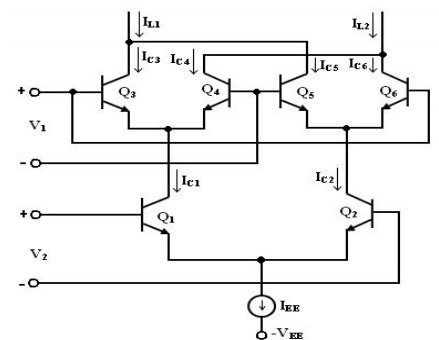 IL1 IL2
IC3 IC4 IC5 IC6
+ Q3 Q4 Q5 Q6
V1
- IC1 IC2
+ Q1 Q2
V2
- IEE
-VEE